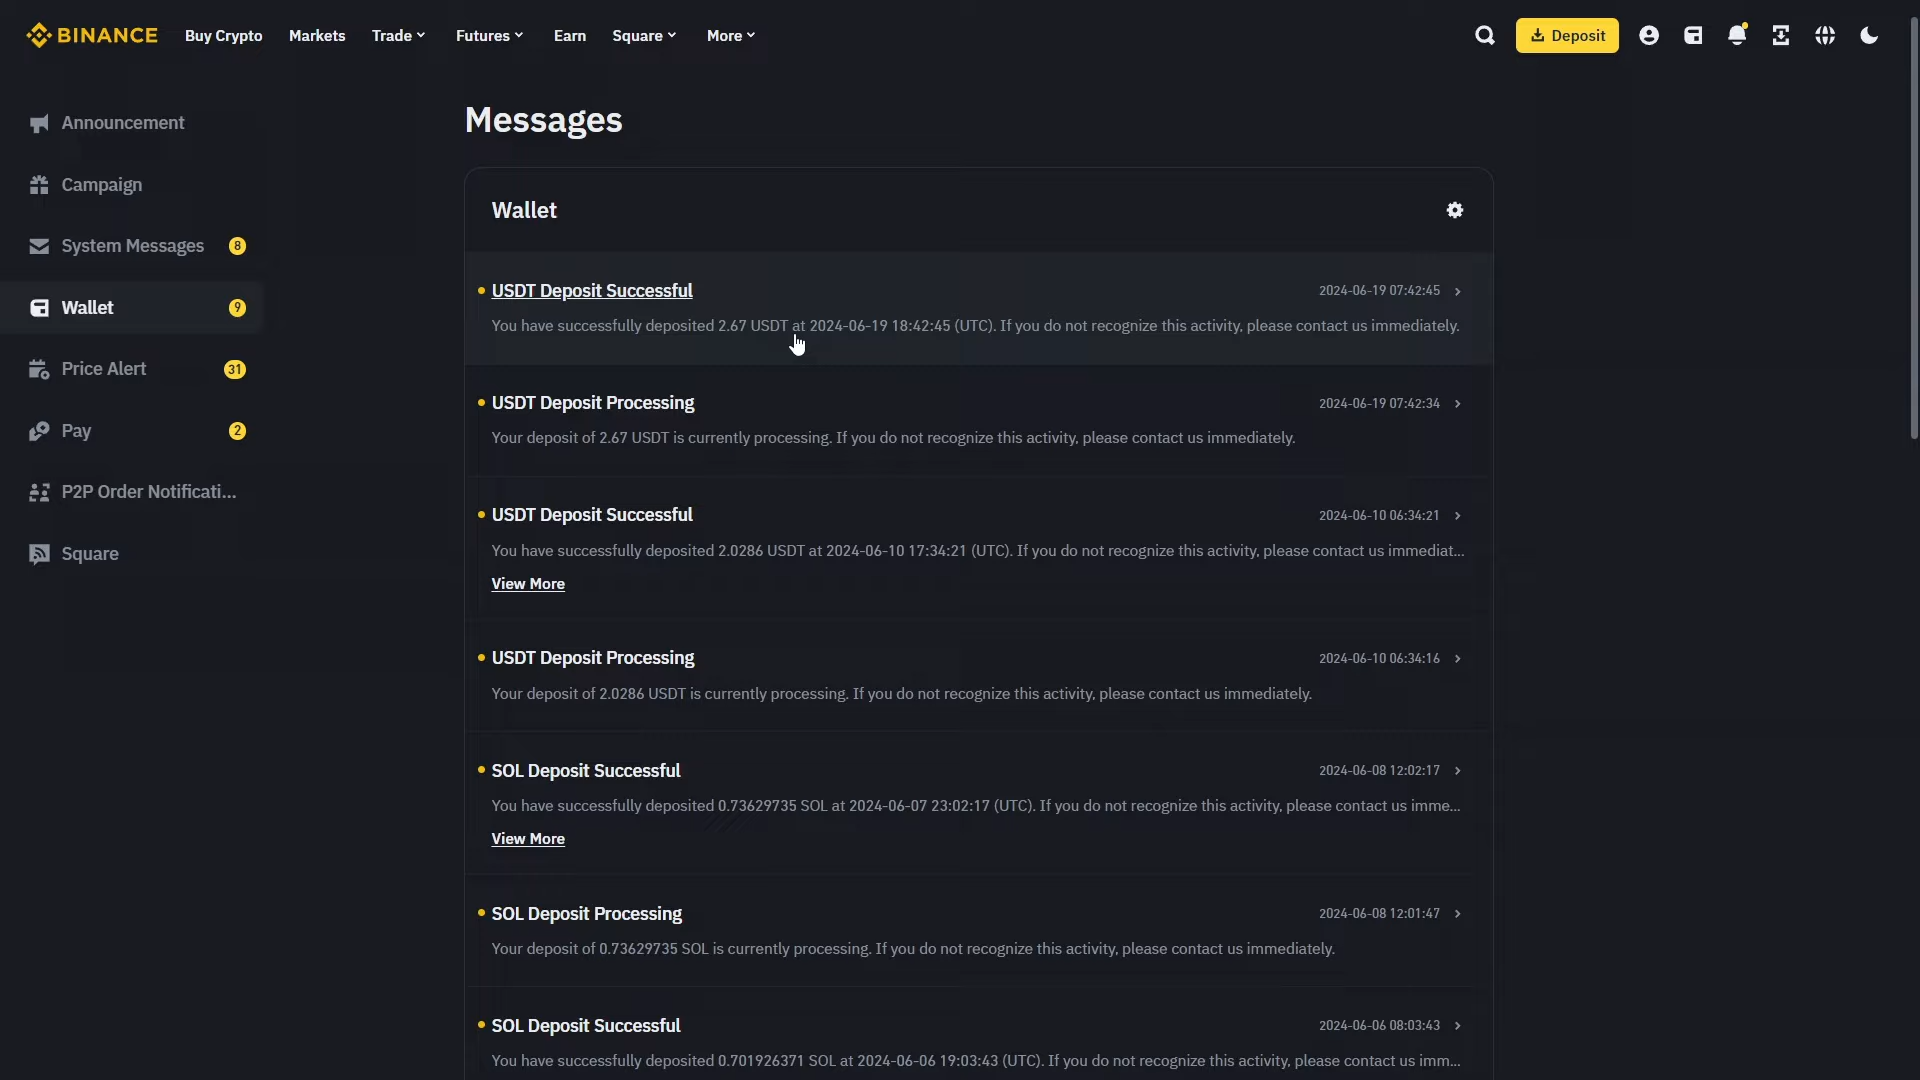 BINANCE
Buy Crypto
Markets
Trade
Futures
Earn
Square
More
Deposit
Announcement
Campaign
System Messages 8
Wallet 9
Price Alert 31
Pay 2
P2P Order Notificati...
Square
Messages
Wallet
USDT Deposit Successful
2024-06-19 07:42:45
You have successfully deposited 2.67 USDT at 2024-06-19 18:42:45 (UTC). If you do not recognize this activity, please contact us immediately.
USDT Deposit Processing
2024-06-19 07:42:34
Your deposit of 2.67 USDT is currently processing. If you do not recognize this activity, please contact us immediately.
USDT Deposit Successful
2024-06-10 06:34:21
You have successfully deposited 2.0286 USDT at 2024-06-10 17:34:21 (UTC). If you do not recognize this activity, please contact us immediat...
View More
USDT Deposit Processing
2024-06-10 06:34:16
Your deposit of 2.0286 USDT is currently processing. If you do not recognize this activity, please contact us immediately.
SOL Deposit Successful
2024-06-08 12:02:17
You have successfully deposited 0.73629735 SOL at 2024-06-07 23:02:17 (UTC). If you do not recognize this activity, please contact us imme...
View More
SOL Deposit Processing
2024-06-08 12:01:47
Your deposit of 0.73629735 SOL is currently processing. If you do not recognize this activity, please contact us immediately.
SOL Deposit Successful
2024-06-06 08:03:43
You have successfully deposited 0.701926371 SOL at 2024-06-06 19:03:43 (UTC). If you do not recognize this activity, please contact us imm...